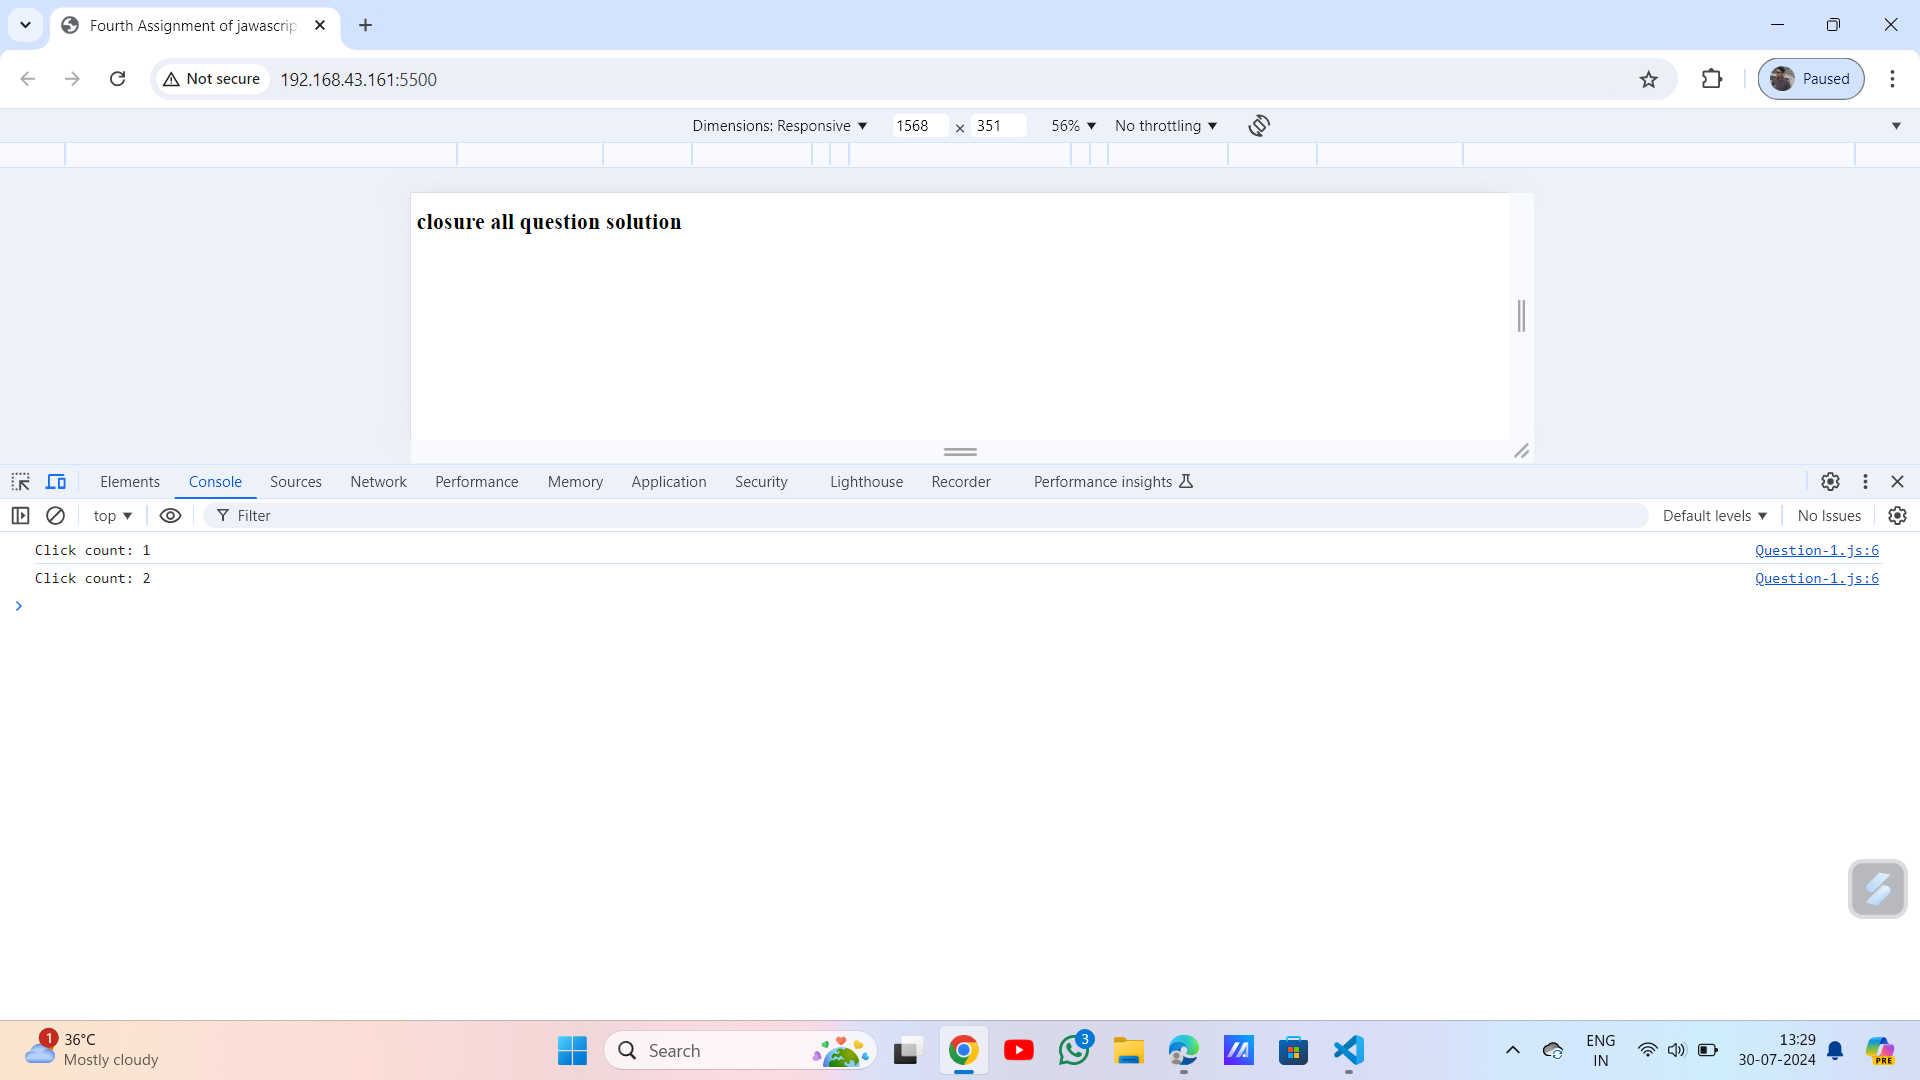 Fourth Assignment of jawascrip
Not secure
192.168.43.161:5500
Paused
Dimensions: Responsive 1568 × 351 56% No throttling
closure all question solution
Elements Console Sources Network Performance Memory Application Security Lighthouse Recorder Performance insights
top Filter Default levels No Issues
Click count: 1 Question-1.js:6
Click count: 2 Question-1.js:6
1
36°C
Mostly cloudy
Search
3
PRE
ENG
IN
13:29
30-07-2024